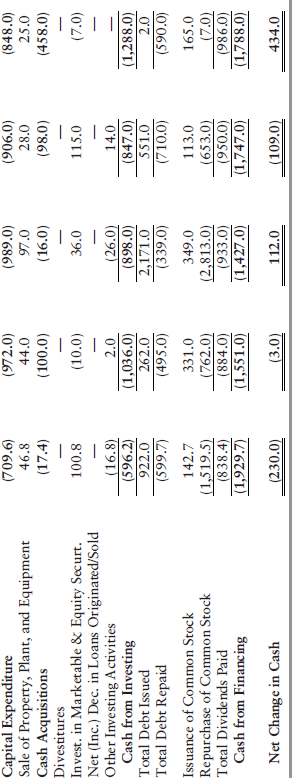 Capital Expenditure (709.6) (972.0) (989.0) (906.0) (848.0)
Sale of Property, Plant, and Equipment 46.8 44.0 97.0 28.0 25.0
Cash Acquisitions (17.4) (100.0) (16.0) (98.0) (458.0)
Divestitures — — — — —
Invest. in Marketable & Equity Securt. 100.8 (10.0) 36.0 115.0 (7.0)
Net (Inc.) Dec. in Loans Originated/Sold — — — — —
Other Investing Activities (16.8) 2.0 (26.0) 14.0 —
Cash from Investing (596.2) (1,036.0) (898.0) (847.0) (1,288.0)
Total Debt Issued 922.0 262.0 2,171.0 551.0 2.0
Total Debt Repaid (599.7) (495.0) (339.0) (710.0) (590.0)
Issuance of Common Stock 142.7 331.0 349.0 113.0 165.0
Repurchase of Common Stock (1,519.5) (762.0) (2,813.0) (653.0) (7.0)
Total Dividends Paid (838.4) (884.0) (933.0) (950.0) (986.0)
Cash from Financing (1,929.7) (1,551.0) (1,427.0) (1,747.0) (1,788.0)
Net Change in Cash (230.0) (3.0) 112.0 (109.0) 434.0